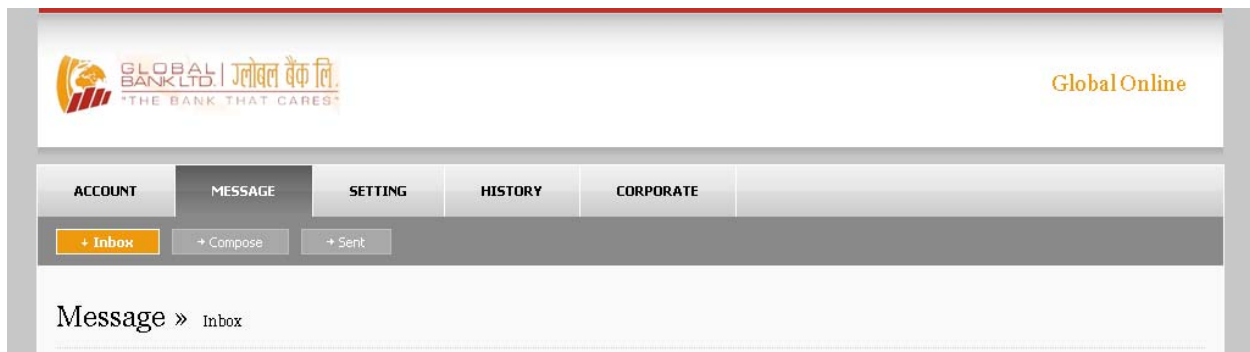 GLOBAL
BANK LTD. | ग्लोबल बैंक लि.
"THE BANK THAT CARES"
Global Online
ACCOUNT MESSAGE SETTING HISTORY CORPORATE
Inbox Compose Sent
Message » Inbox